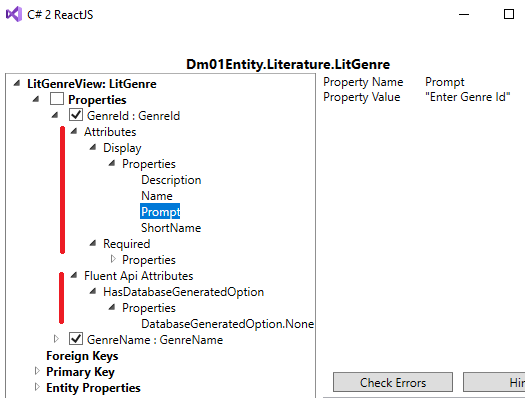 C# 2 ReactJS
Dm01Entity.Literature.LitGenre
LitGenreView: LitGenre
Properties
GenreId : GenreId
Attributes
Display
Properties
Description
Name
Prompt
ShortName
Required
Properties
Fluent Api Attributes
HasDatabaseGeneratedOption
Properties
DatabaseGeneratedOption.None
GenreName : GenreName
Foreign Keys
Primary Key
Entity Properties
Property Name Prompt
Property Value "Enter Genre Id"
Check Errors
Hin